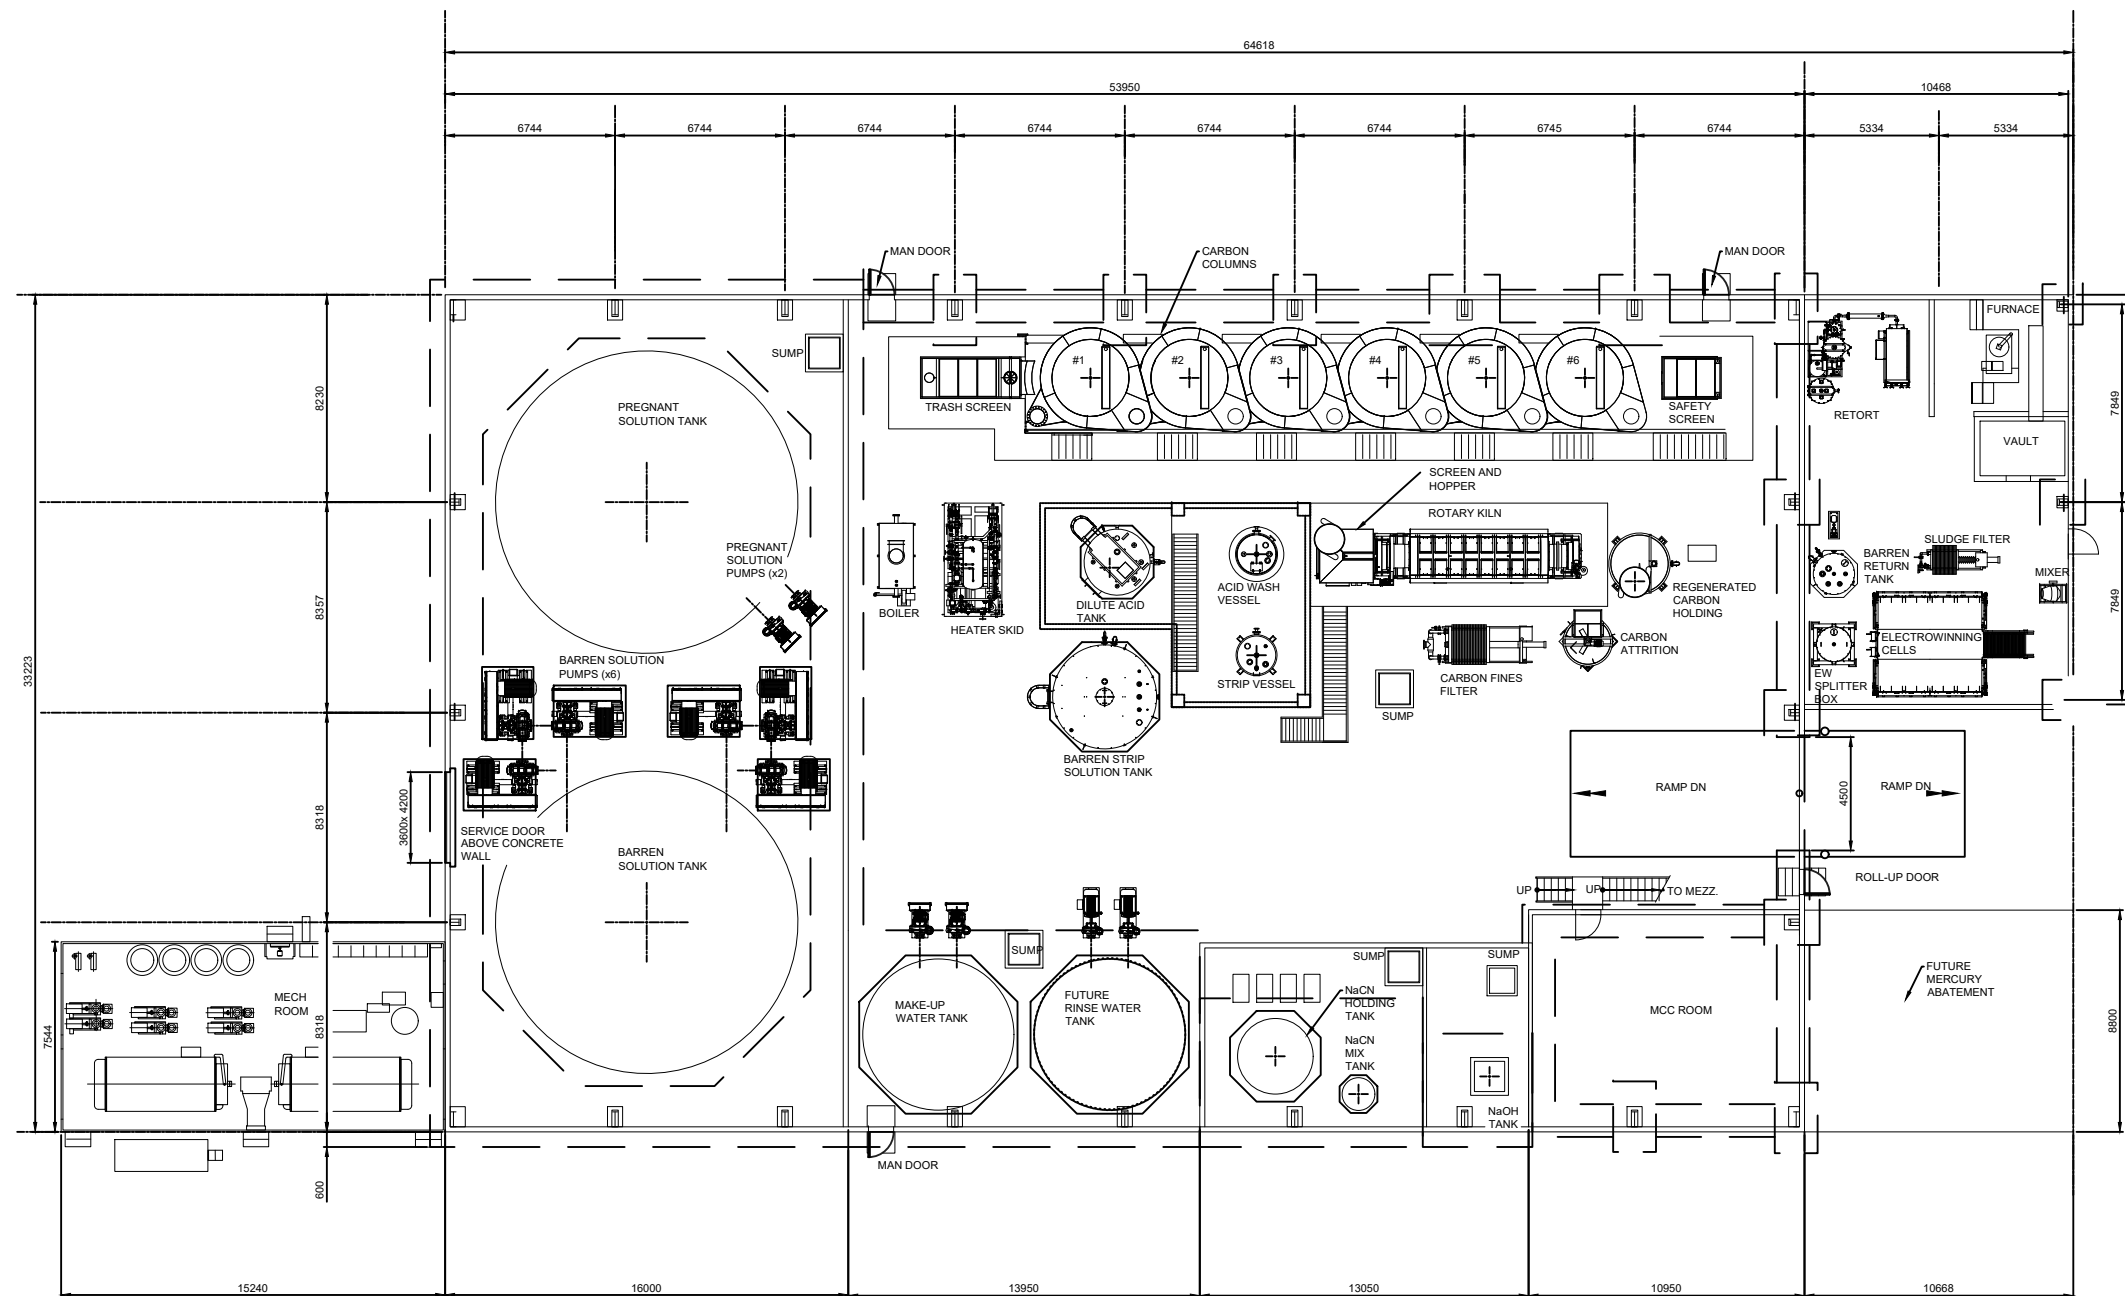 64618
53950
10468
6744
6744
6744
6744
6744
6744
6745
6744
5334
5334
MAN DOOR
CARBON
COLUMNS
MAN DOOR
FURNACE
SUMP
#1
#2
#3
#4
#5
#6
TRASH SCREEN
SAFETY
SCREEN
RETORT
VAULT
PREGNANT
SOLUTION TANK
8230
7849
33223
8357
SCREEN AND
HOPPER
ROTARY KILN
PREGNANT
SOLUTION
PUMPS (x2)
BOILER
HEATER SKID
DILUTE ACID
TANK
ACID WASH
VESSEL
REGENERATED
CARBON
HOLDING
BARREN
RETURN
TANK
SLUDGE FILTER
MIXER
7849
CARBON
ATTRITION
ELECTROWINNING
CELLS
EW
SPLITTER
BOX
BARREN SOLUTION
PUMPS (x6)
STRIP VESSEL
CARBON FINES
FILTER
SUMP
BARREN STRIP
SOLUTION TANK
8318
3600x 4200
SERVICE DOOR
ABOVE CONCRETE
WALL
BARREN
SOLUTION TANK
RAMP DN
4500
RAMP DN
UP
UP
TO MEZZ.
ROLL-UP DOOR
SUMP
SUMP
SUMP
MECH
ROOM
7544
8318
MAKE-UP
WATER TANK
FUTURE
RINSE WATER
TANK
NaCN
HOLDING
TANK
NaCN
MIX
TANK
NaOH
TANK
MCC ROOM
FUTURE
MERCURY
ABATEMENT
8800
MAN DOOR
600
15240
16000
13950
13050
10950
10668